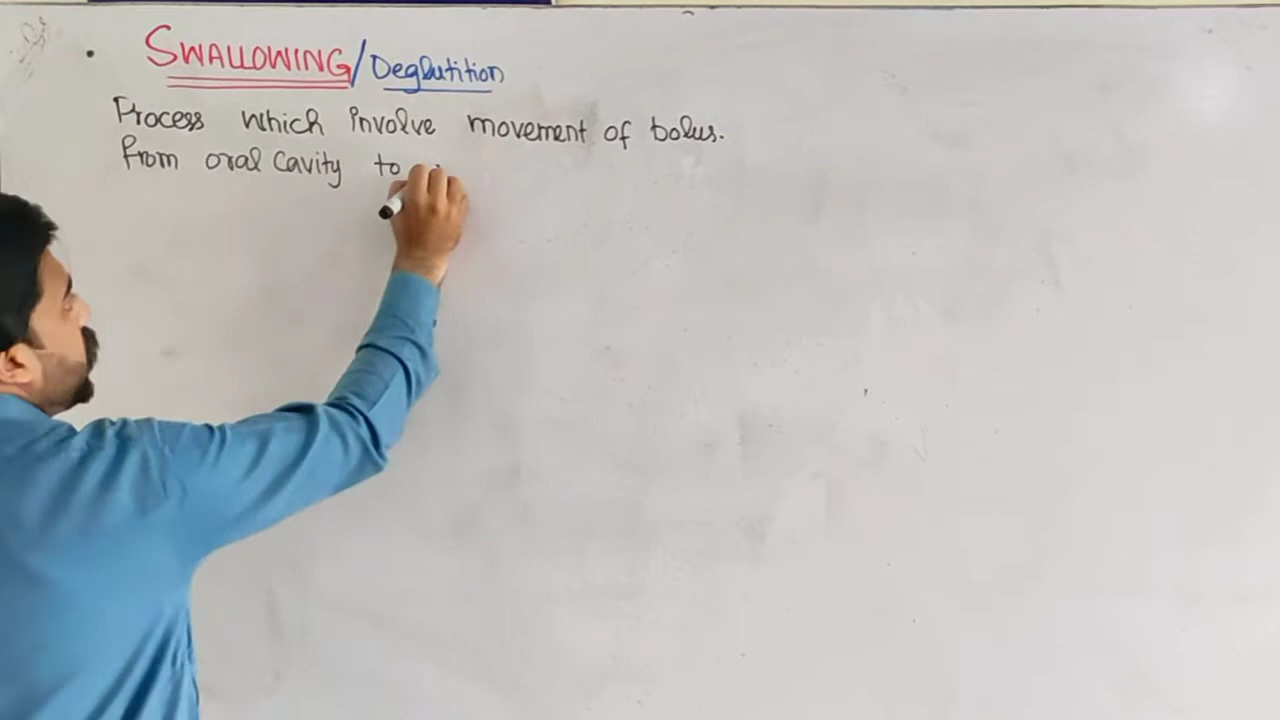 SWALLOWING/Deglutition
Process which involve movement of bolus.
from oral cavity to